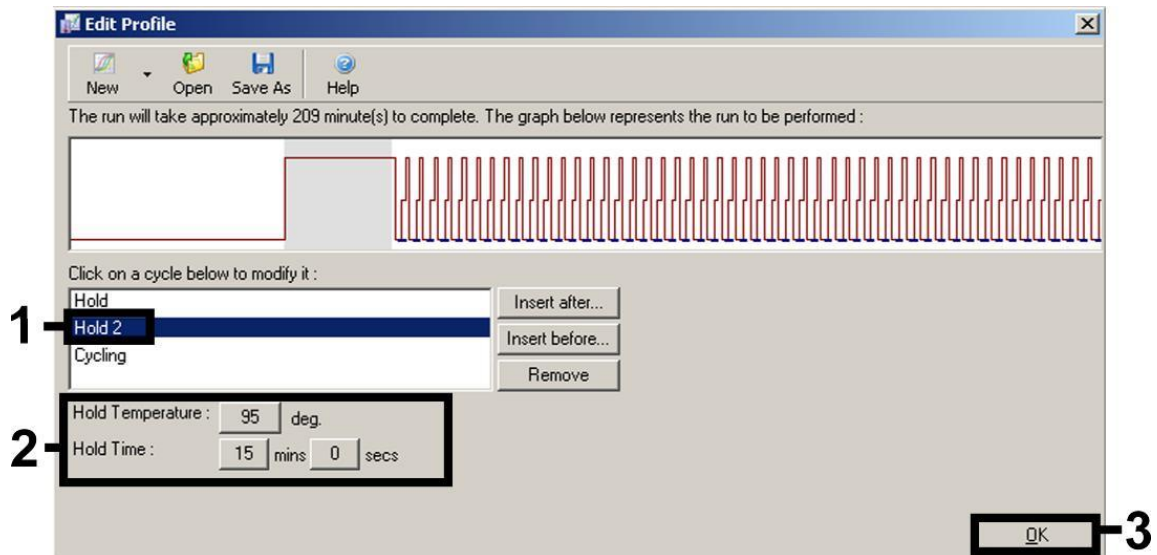 Edit Profile
New Open Save As Help
The run will take approximately 209 minute(s) to complete. The graph below represents the run to be performed :
Click on a cycle below to modify it :
Hold
Insert after...
1
Hold 2
Insert before...
Cycling
Remove
2
Hold Temperature : 95 deg.
Hold Time : 15 mins 0 secs
OK
3